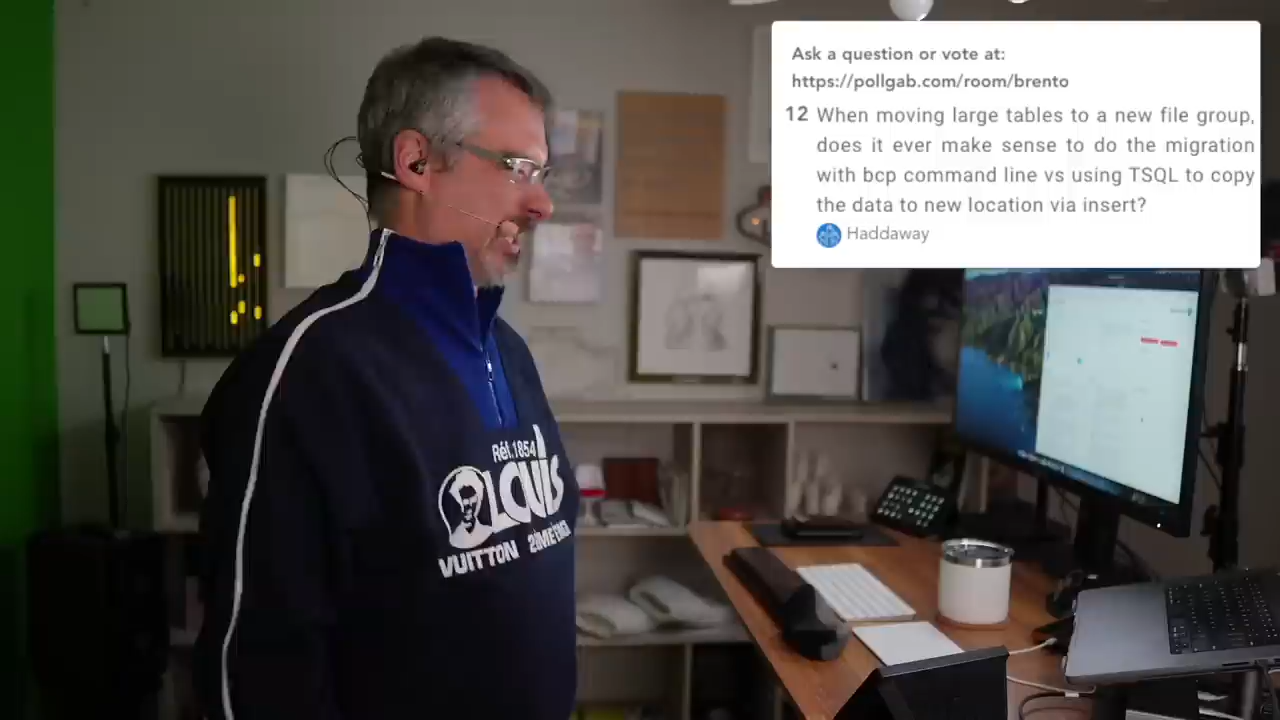 Ask a question or vote at:
https://pollgab.com/room/brento
12 When moving large tables to a new file group,
does it ever make sense to do the migration
with bcp command line vs using TSQL to copy
the data to new location via insert?
Haddaway
Réf. 1854
LOUIS
VUITTON